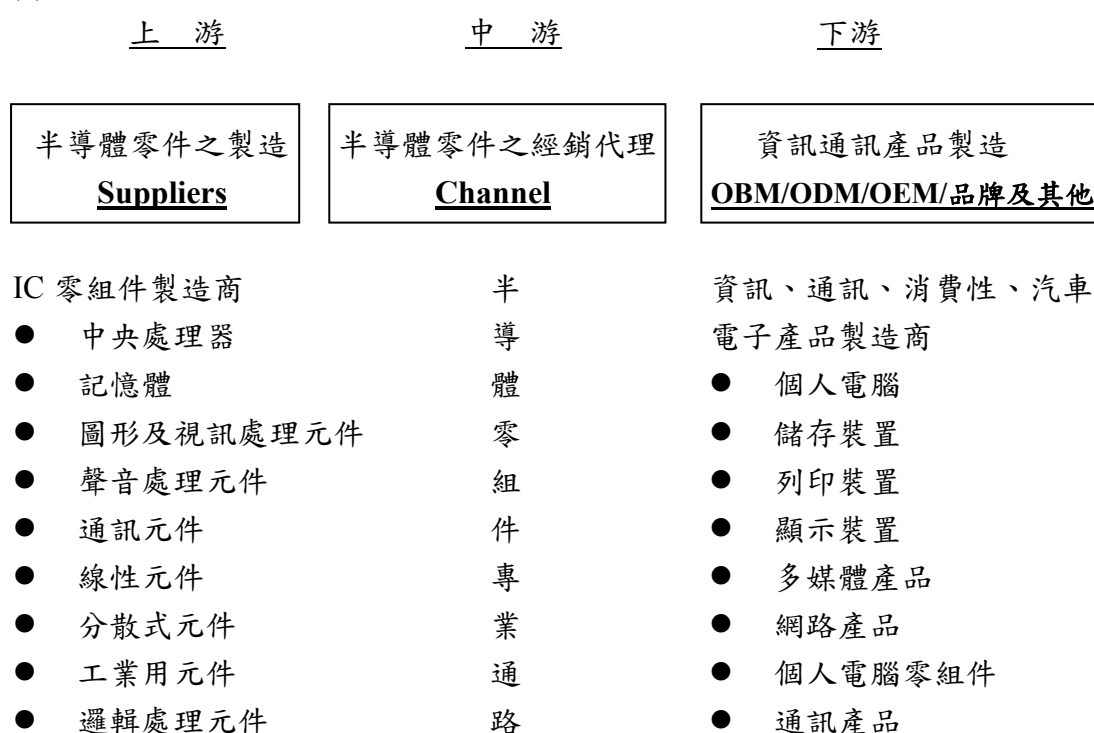 上 游 中 游 下游
半導體零件之製造 半導體零件之經銷代理 資訊通訊產品製造
Suppliers Channel OBM/ODM/OEM/品牌及其他
IC 零組件製造商 半 資訊、通訊、消費性、汽車
● 中央處理器 導 電子產品製造商
● 記憶體 體 ● 個人電腦
● 圖形及視訊處理元件 零 ● 儲存裝置
● 聲音處理元件 組 ● 列印裝置
● 通訊元件 件 ● 顯示裝置
● 線性元件 專 ● 多媒體產品
● 分散式元件 業 ● 網路產品
● 工業用元件 通 ● 個人電腦零組件
● 邏輯處理元件 路 ● 通訊產品